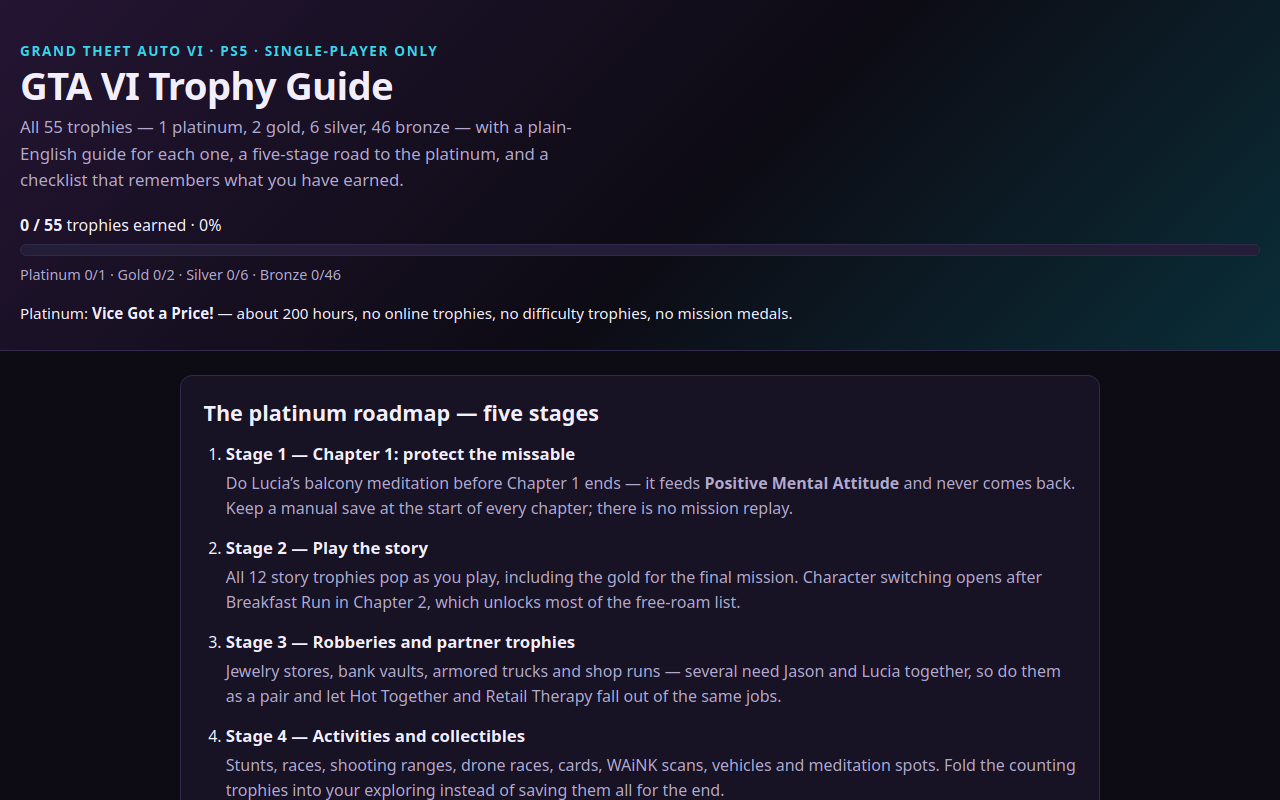 GRAND THEFT AUTO VI · PS5 · SINGLE-PLAYER ONLY
GTA VI Trophy Guide
All 55 trophies — 1 platinum, 2 gold, 6 silver, 46 bronze — with a plain-
English guide for each one, a five-stage road to the platinum, and a
checklist that remembers what you have earned.
0 / 55 trophies earned · 0%
Platinum 0/1 · Gold 0/2 · Silver 0/6 · Bronze 0/46
Platinum: Vice Got a Price! — about 200 hours, no online trophies, no difficulty trophies, no mission medals.
The platinum roadmap — five stages
1. Stage 1 — Chapter 1: protect the missable
Do Lucia’s balcony meditation before Chapter 1 ends — it feeds Positive Mental Attitude and never comes back.
Keep a manual save at the start of every chapter; there is no mission replay.
2. Stage 2 — Play the story
All 12 story trophies pop as you play, including the gold for the final mission. Character switching opens after
Breakfast Run in Chapter 2, which unlocks most of the free-roam list.
3. Stage 3 — Robberies and partner trophies
Jewelry stores, bank vaults, armored trucks and shop runs — several need Jason and Lucia together, so do them
as a pair and let Hot Together and Retail Therapy fall out of the same jobs.
4. Stage 4 — Activities and collectibles
Stunts, races, shooting ranges, drone races, cards, WAiNK scans, vehicles and meditation spots. Fold the counting
trophies into your exploring instead of saving them all for the end.